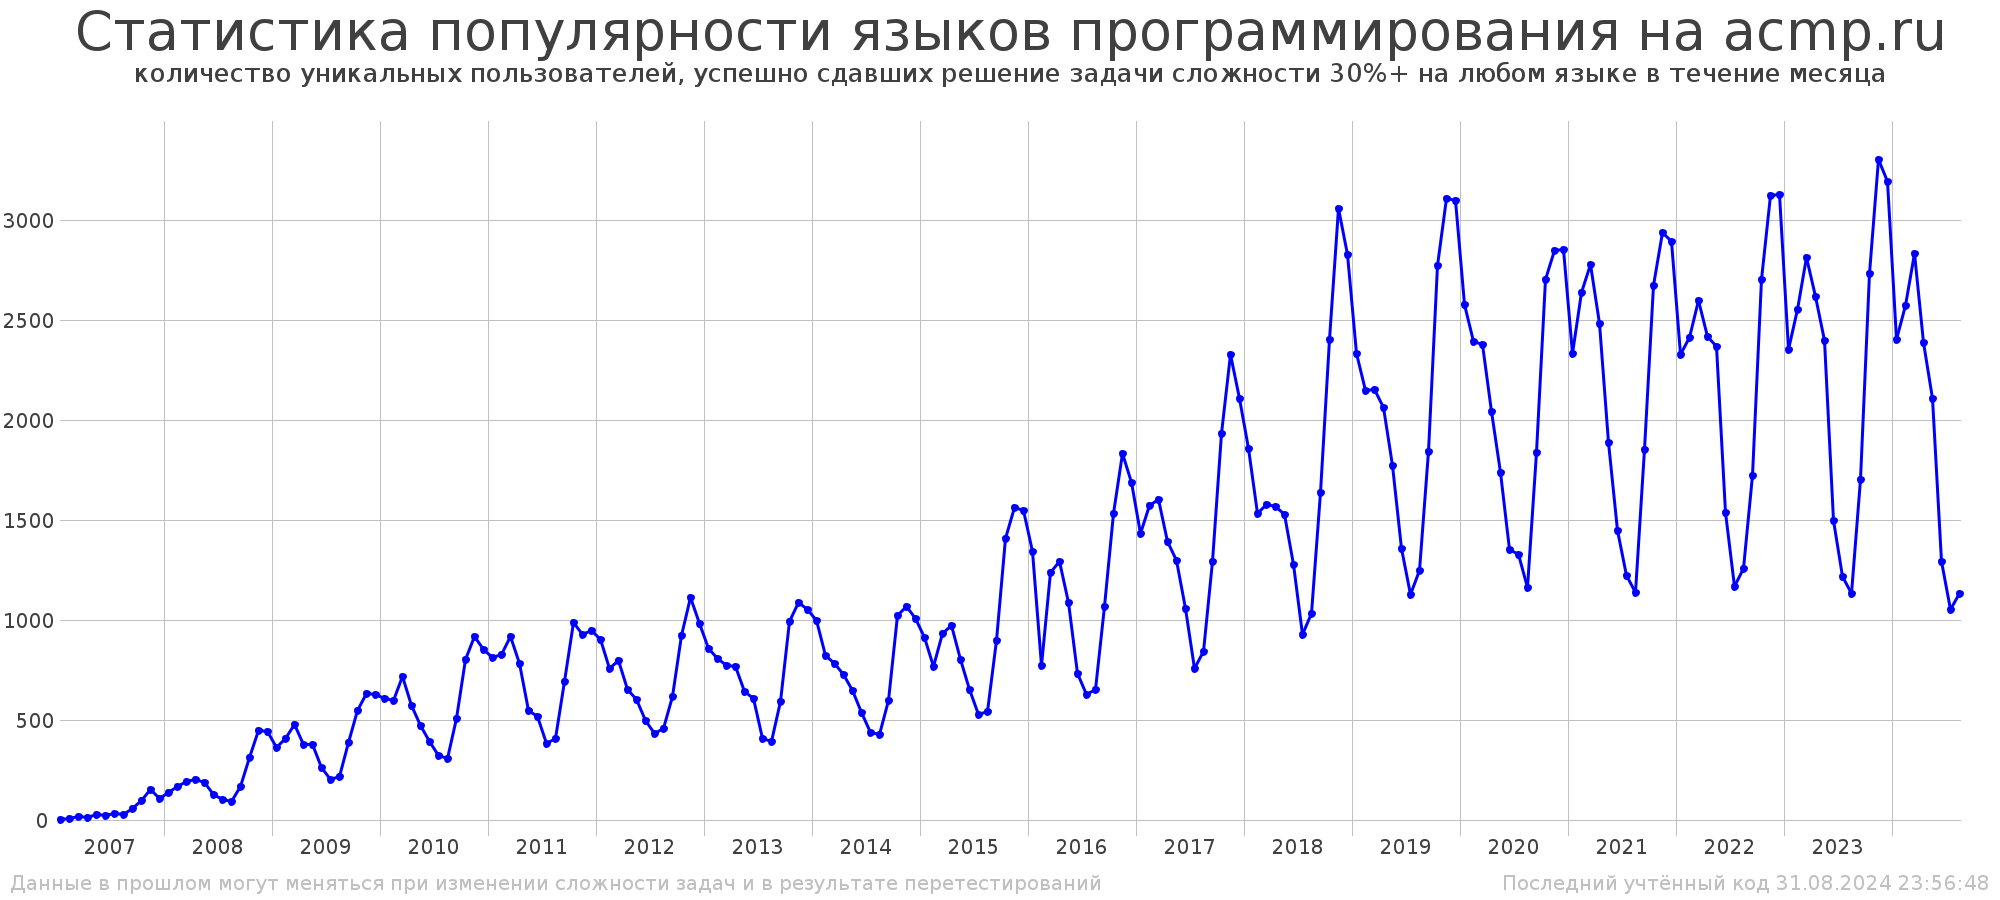 Статистика популярности языков программирования на acmp.ru
количество уникальных пользователей, успешно сдавших решение задачи сложности 30%+ на любом языке в течение месяца
3000
2500
2000
1500
1000
500
0
2007 2008 2009 2010 2011 2012 2013 2014 2015 2016 2017 2018 2019 2020 2021 2022 2023
Данные в прошлом могут меняться при изменении сложности задач и в результате перетестирований
Последний учтённый код 31.08.2024 23:56:48